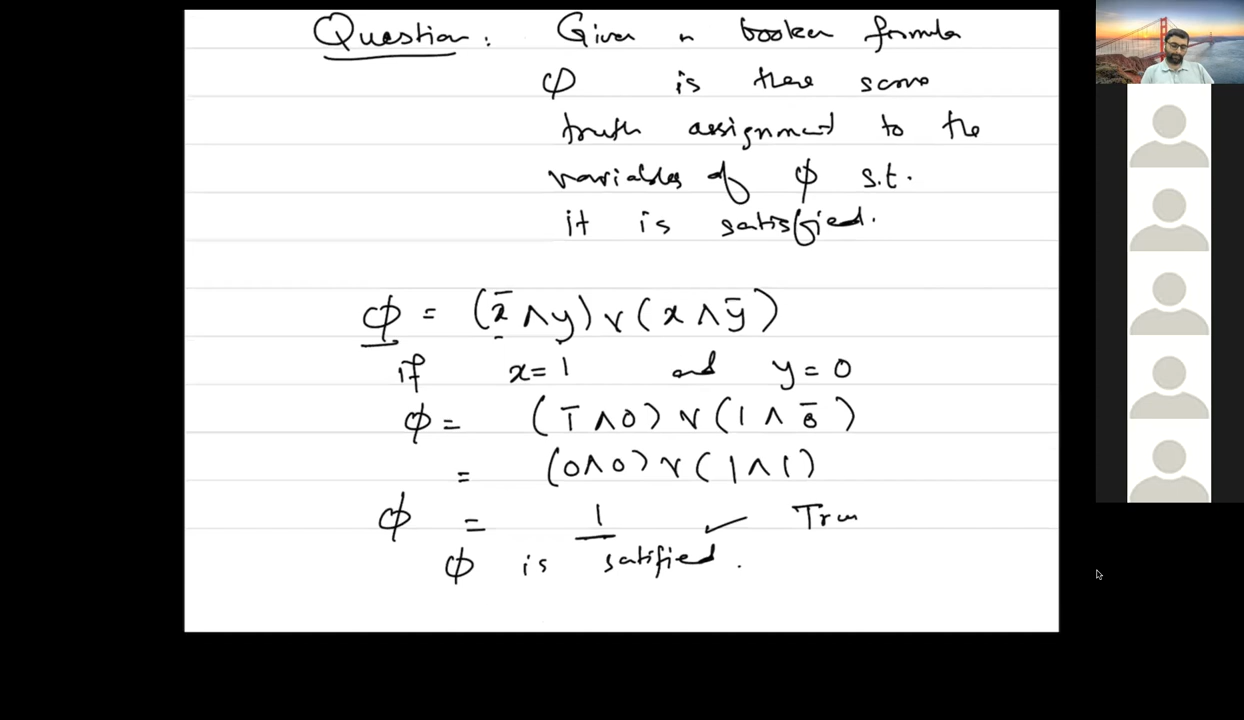 Question: Given a boolean formula
φ is there some
truth assignment to the
variables of φ s.t.
it is satisfied.
φ = (x̄ ∧ y) ∨ (x ∧ ȳ)
if x = 1 and y = 0
φ = (1̄ ∧ 0) ∨ (1 ∧ 0̄)
= (0 ∧ 0) ∨ (1 ∧ 1)
φ = 1 ✓ True
φ is satified.